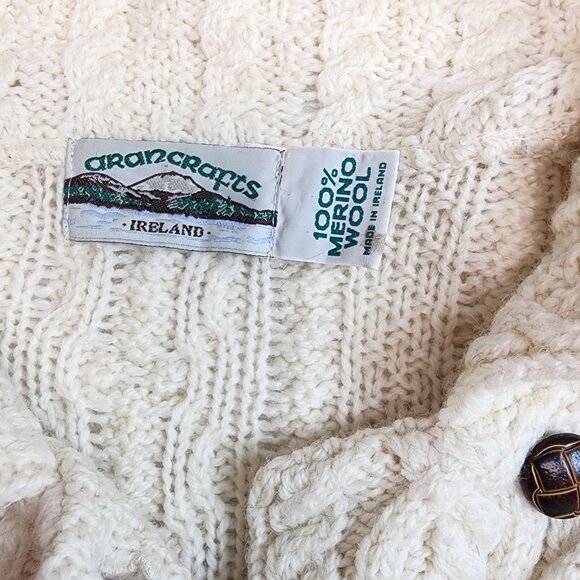 arancrafts
· IRELAND ·
100%
MERINO
WOOL
MADE IN IRELAND